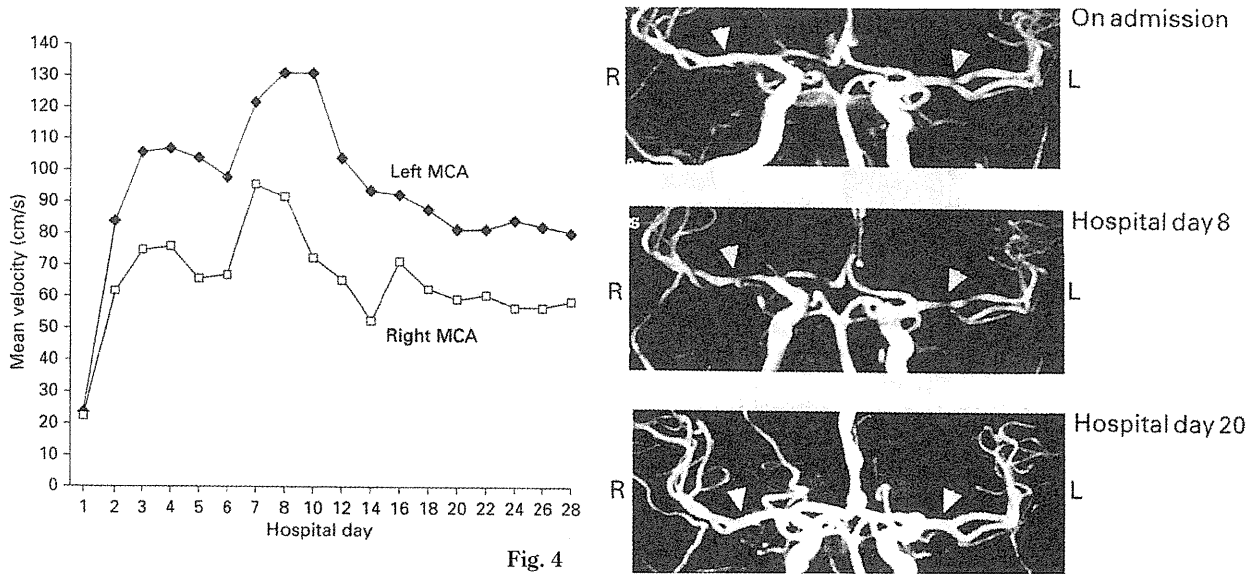 Mean velocity (cm/s)
140
130
120
110
100
90
80
70
60
50
40
30
20
10
0
Left MCA
Right MCA
1 2 3 4 5 6 7 8 10 12 14 16 18 20 22 24 26 28
Hospital day
Fig. 4
On admission
R
L
Hospital day 8
s
R
L
Hospital day 20
R
L